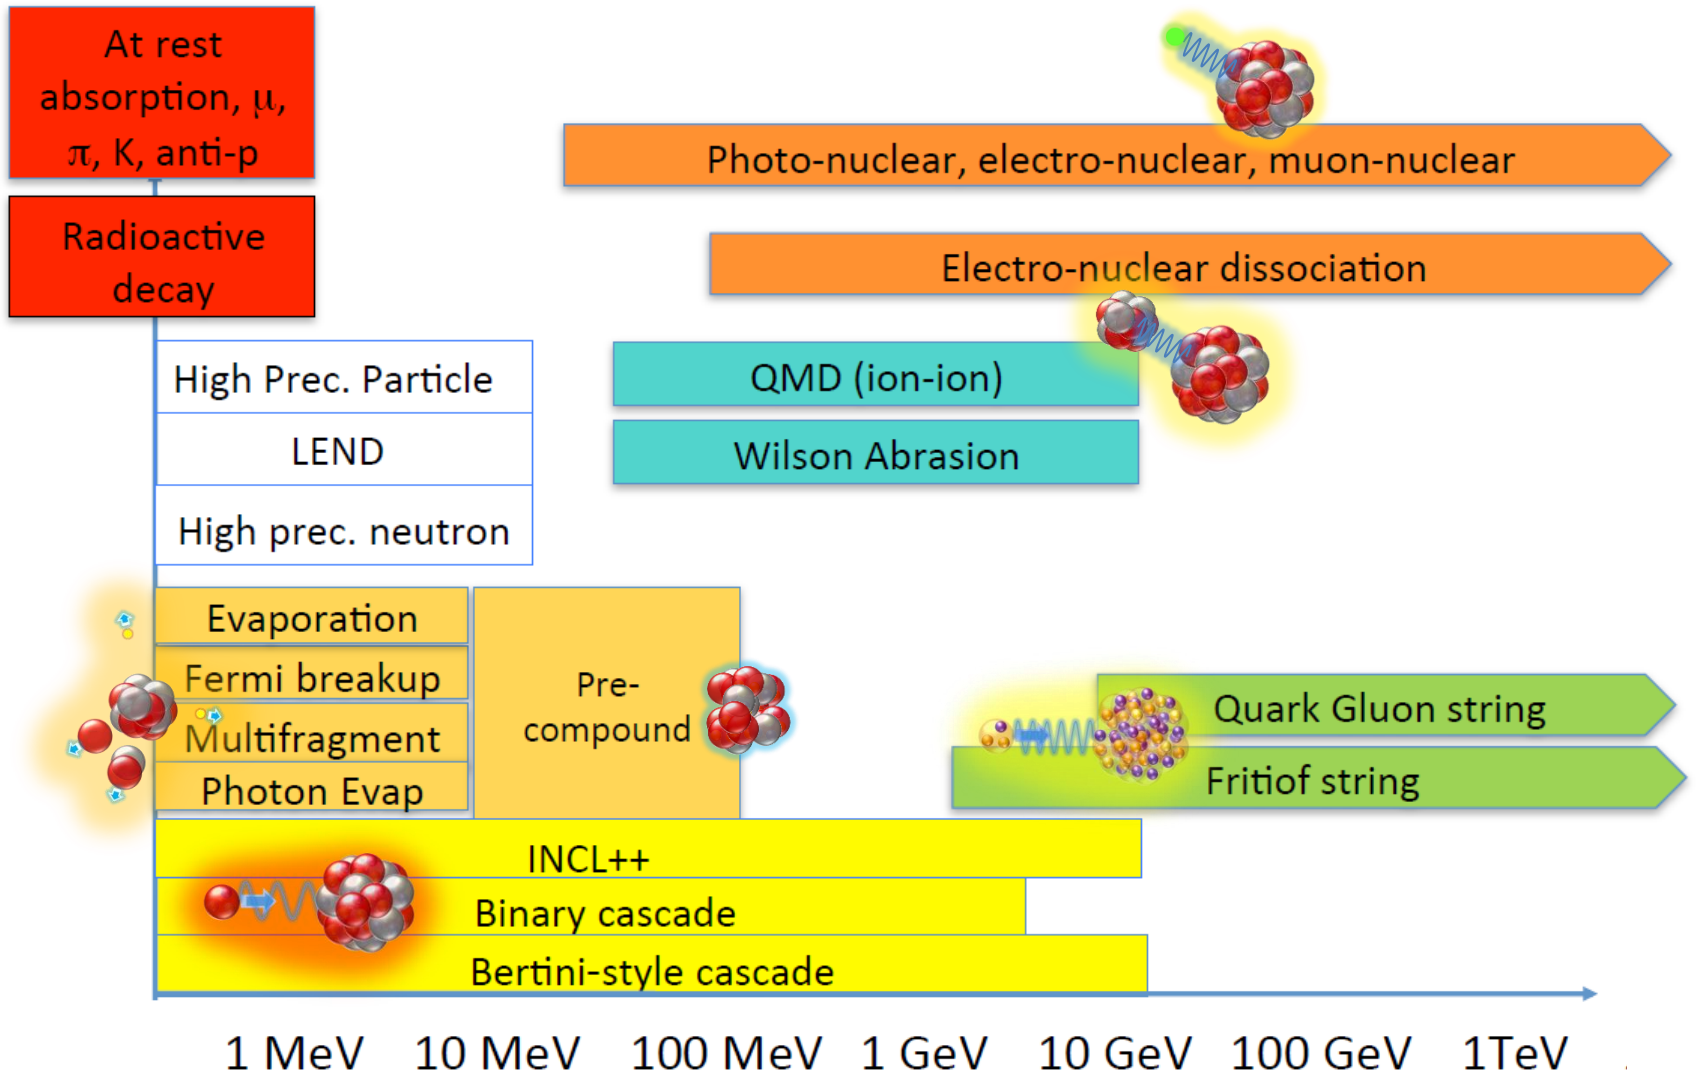 At rest
absorption, μ,
π, K, anti-p
Photo-nuclear, electro-nuclear, muon-nuclear
Radioactive
decay
Electro-nuclear dissociation
High Prec. Particle
QMD (ion-ion)
LEND
Wilson Abrasion
High prec. neutron
Evaporation
Fermi breakup
Multifragment
Photon Evap
Pre-
compound
Quark Gluon string
Fritiof string
INCL++
Binary cascade
Bertini-style cascade
1 MeV 10 MeV 100 MeV 1 GeV 10 GeV 100 GeV 1TeV